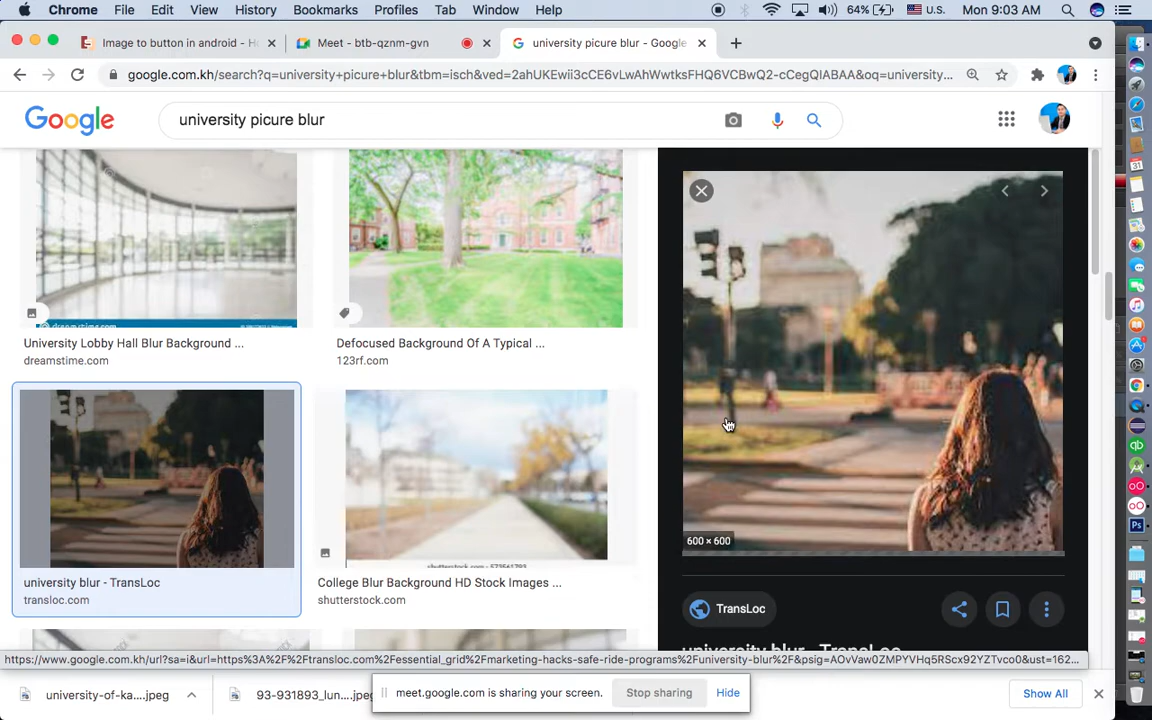 Chrome File Edit View History Bookmarks Profiles Tab Window Help 64% U.S. Mon 9:03 AM
Image to button in android - H
Meet - btb-qznm-gvn
university picure blur - Google
google.com.kh/search?q=university+picure+blur&tbm=isch&ved=2ahUKEwii3cCE6vLwAhWwtksFHQ6VCBwQ2-cCegQIABAA&oq=university...
Google
university picure blur
dreamstime.com
University Lobby Hall Blur Background ...
dreamstime.com
Defocused Background Of A Typical ...
123rf.com
university blur - TransLoc
transloc.com
shutterstock.com - 573561793
College Blur Background HD Stock Images ...
shutterstock.com
600 × 600
TransLoc
university blur - TransLoc
https://www.google.com.kh/url?sa=i&url=https%3A%2F%2Ftransloc.com%2Fessential_grid%2Fmarketing-hacks-safe-ride-programs%2Funiversity-blur%2F&psig=AOvVaw0ZMPYVHq5RScx92YZTvco0&ust=162...
university-of-ka....jpeg
93-931893_lun....jpeg
meet.google.com is sharing your screen.
Stop sharing
Hide
Show All